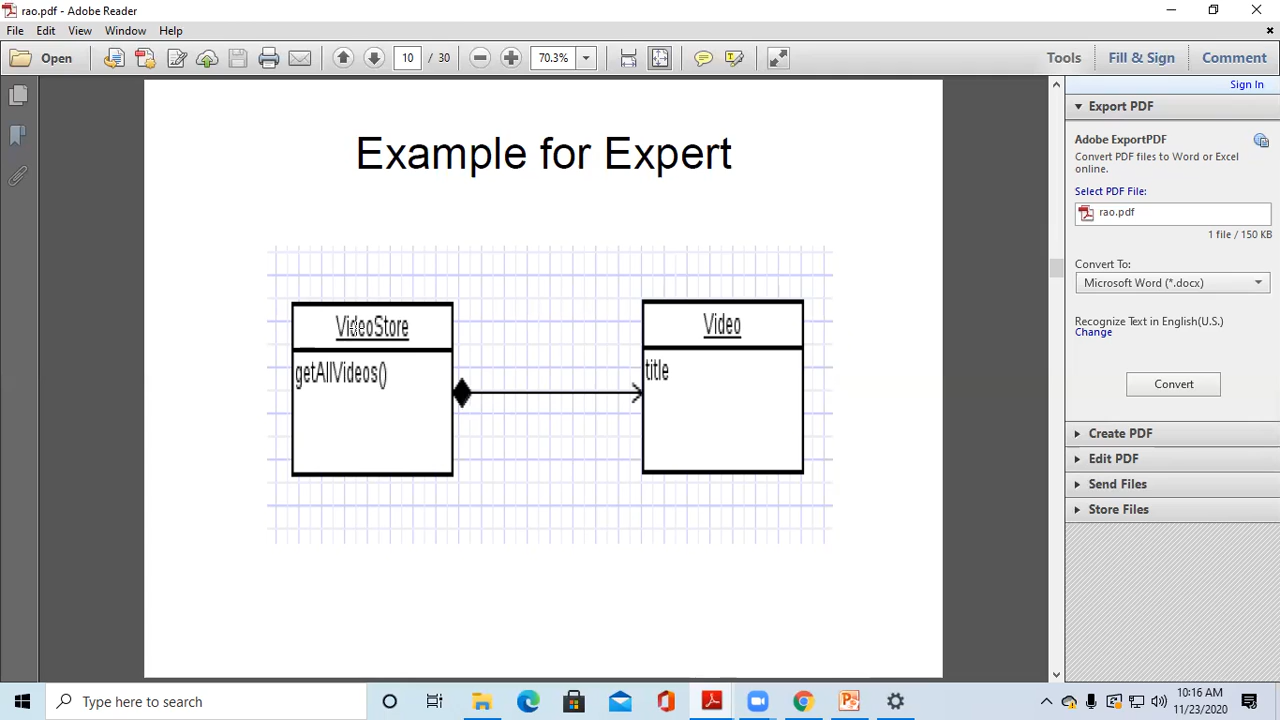 rao.pdf - Adobe Reader
File Edit View Window Help
Open 10 / 30 70.3% Tools Fill & Sign Comment
Sign In
Export PDF
Adobe ExportPDF
Convert PDF files to Word or Excel
online.
Select PDF File:
rao.pdf
1 file / 150 KB
Convert To:
Microsoft Word (*.docx)
Recognize Text in English(U.S.)
Change
Convert
Create PDF
Edit PDF
Send Files
Store Files
Example for Expert
VideoStore
getAllVideos()
Video
title
Type here to search
10:16 AM
11/23/2020